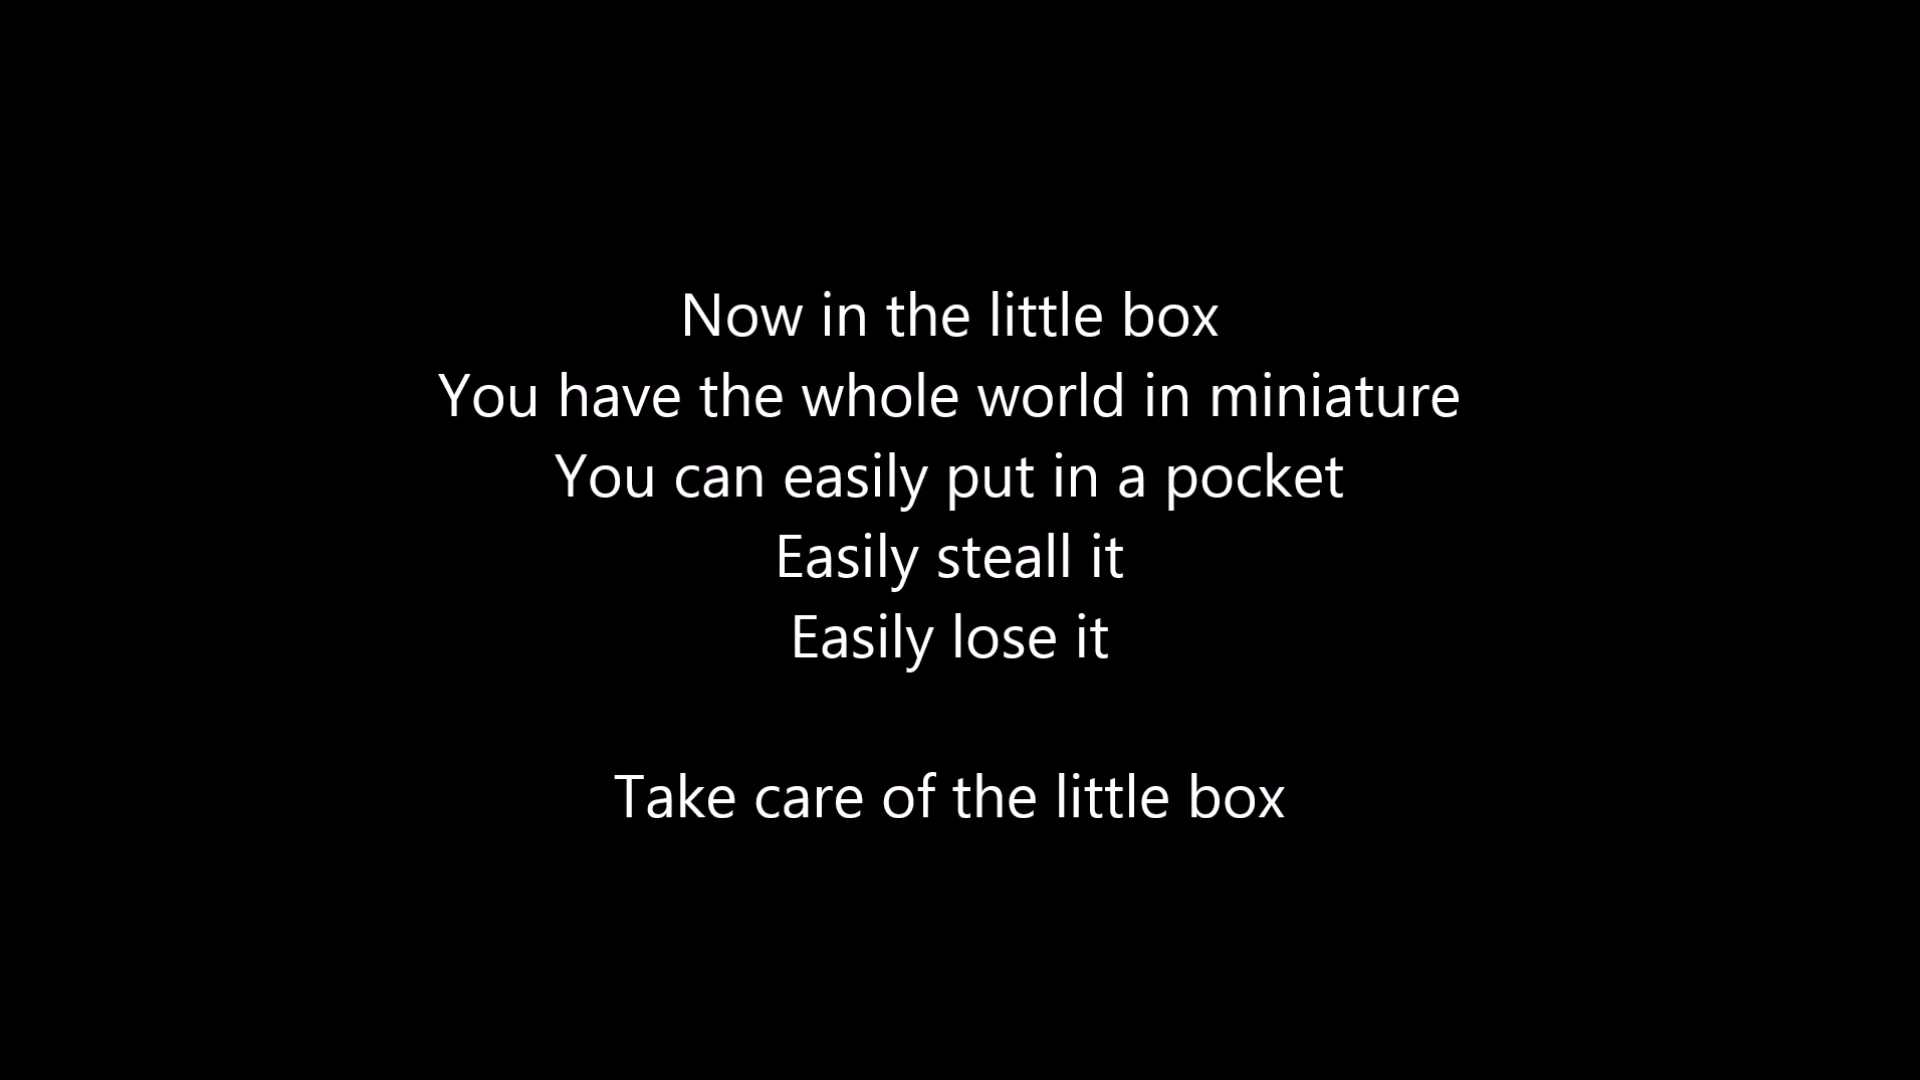 Now in the little box
You have the whole world in miniature
You can easily put in a pocket
Easily steall it
Easily lose it
Take care of the little box